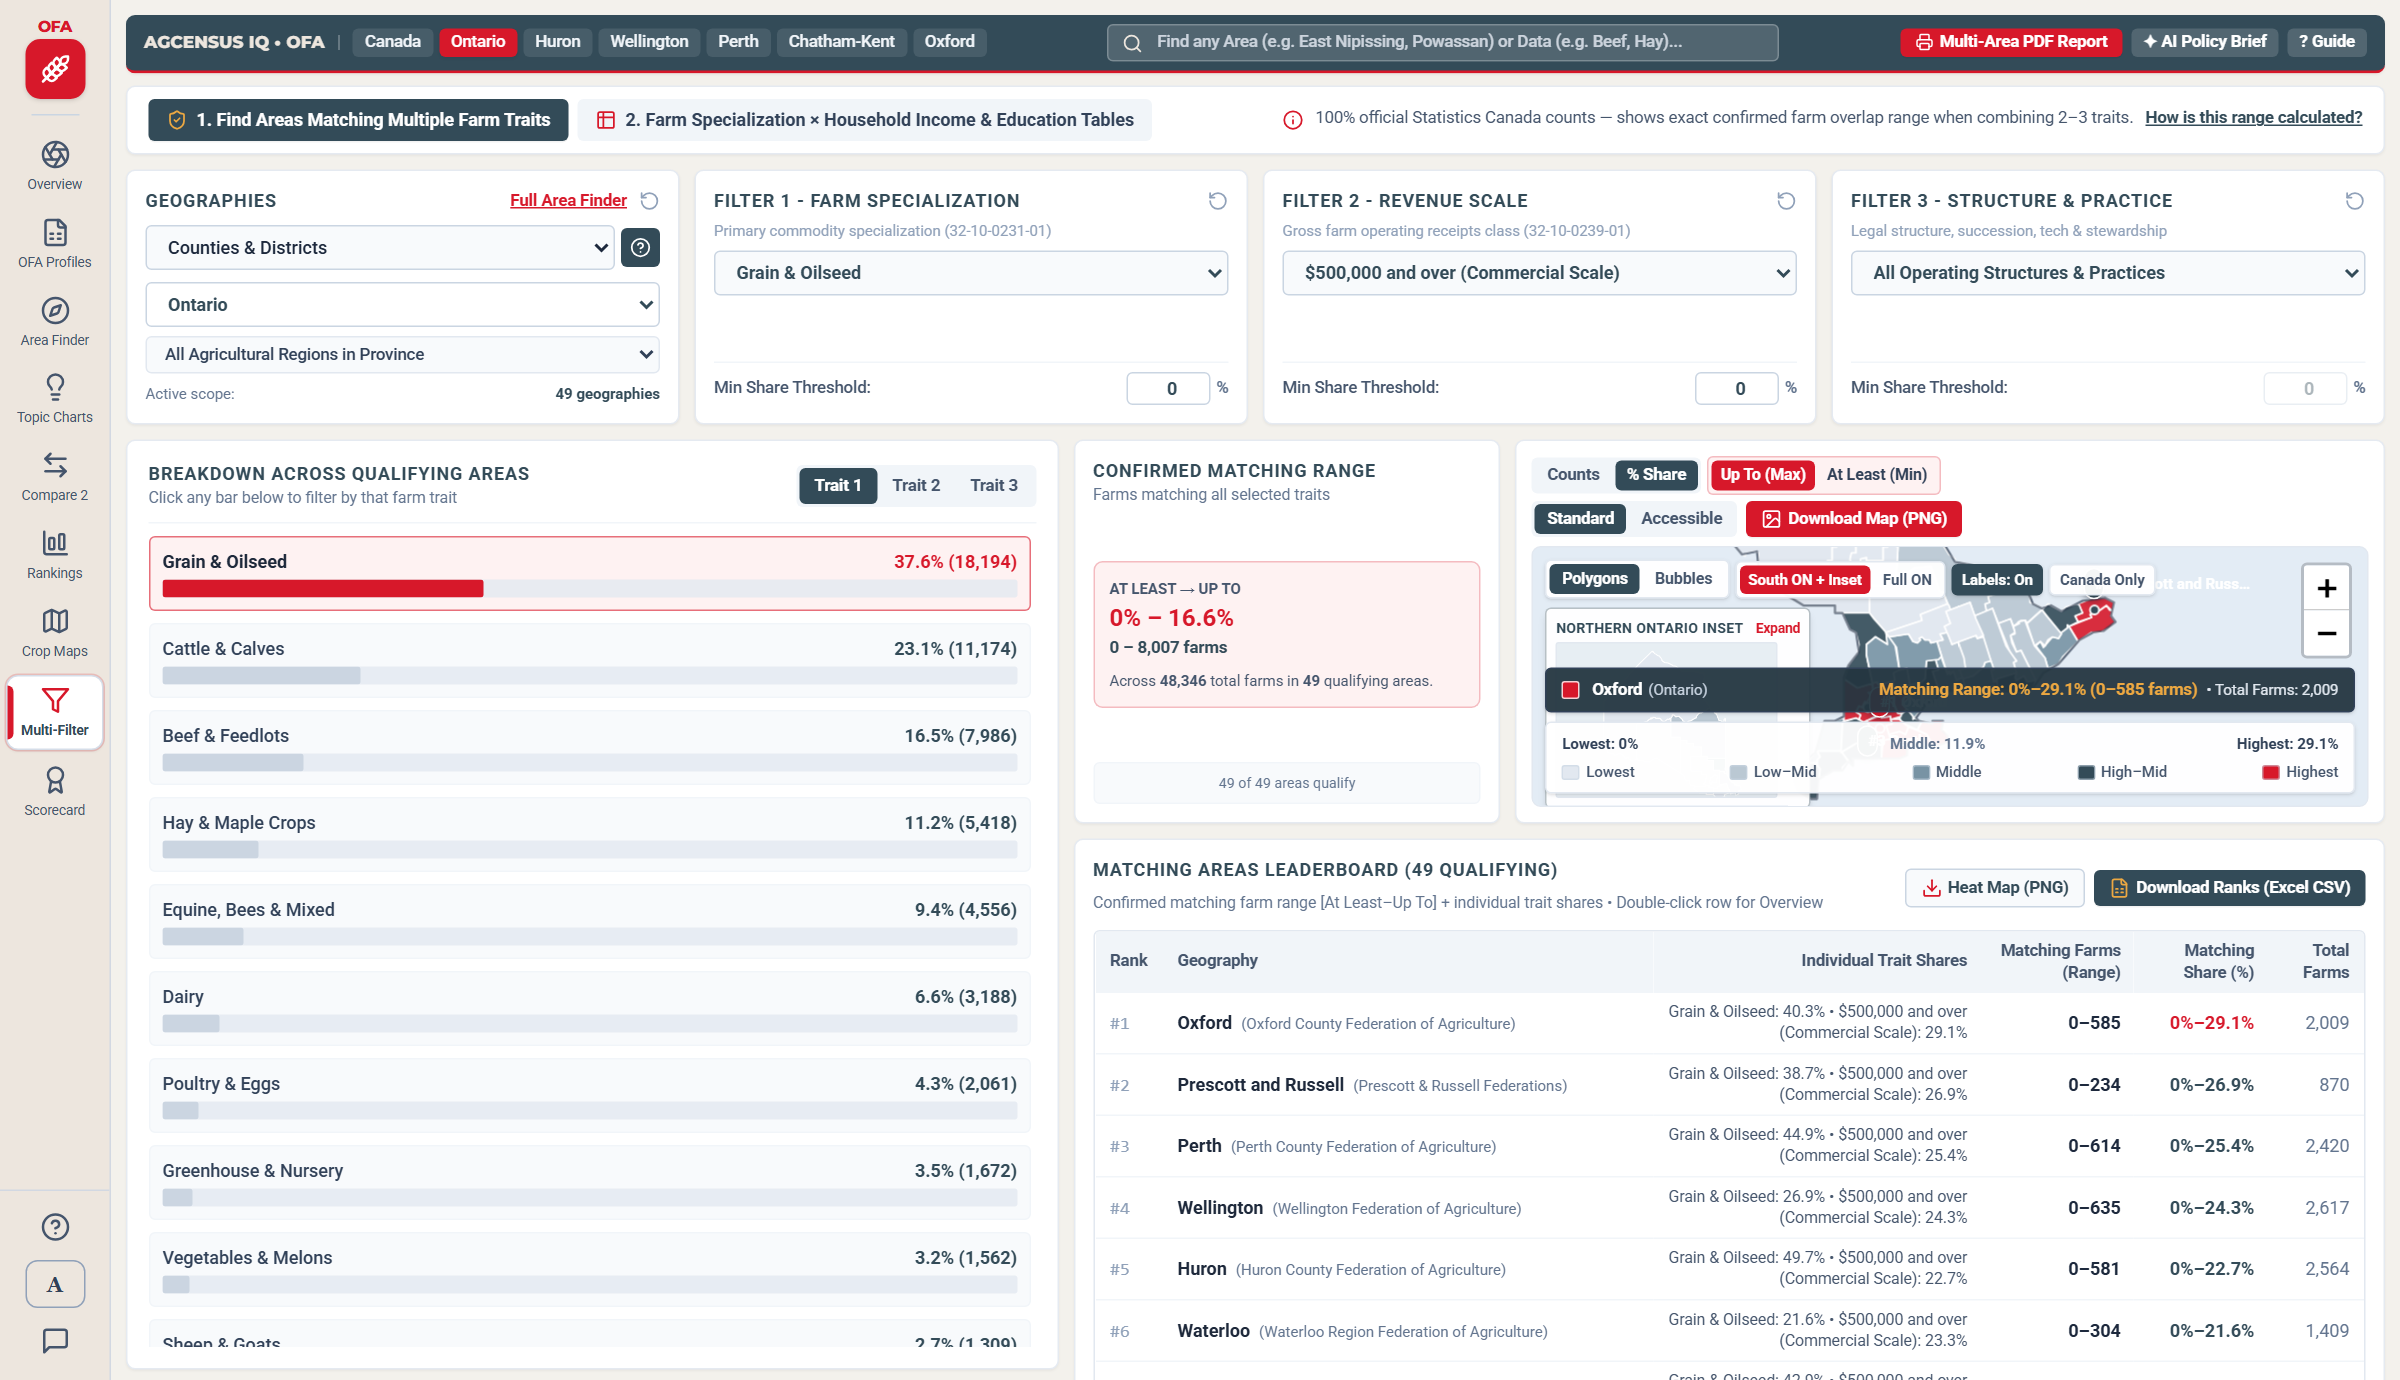 OFA
Overview
OFA Profiles
Area Finder
Topic Charts
Compare 2
Rankings
Crop Maps
Multi-Filter
Scorecard
A
AGCENSUS IQ • OFA | Canada Ontario Huron Wellington Perth Chatham-Kent Oxford
Find any Area (e.g. East Nipissing, Powassan) or Data (e.g. Beef, Hay)...
Multi-Area PDF Report ✦ AI Policy Brief ? Guide
1. Find Areas Matching Multiple Farm Traits
2. Farm Specialization × Household Income & Education Tables
100% official Statistics Canada counts — shows exact confirmed farm overlap range when combining 2–3 traits. How is this range calculated?
GEOGRAPHIES Full Area Finder
Counties & Districts
Ontario
All Agricultural Regions in Province
Active scope: 49 geographies
FILTER 1 - FARM SPECIALIZATION
Primary commodity specialization (32-10-0231-01)
Grain & Oilseed
Min Share Threshold: 0 %
FILTER 2 - REVENUE SCALE
Gross farm operating receipts class (32-10-0239-01)
$500,000 and over (Commercial Scale)
Min Share Threshold: 0 %
FILTER 3 - STRUCTURE & PRACTICE
Legal structure, succession, tech & stewardship
All Operating Structures & Practices
Min Share Threshold: 0 %
BREAKDOWN ACROSS QUALIFYING AREAS
Click any bar below to filter by that farm trait
Trait 1 Trait 2 Trait 3
Grain & Oilseed 37.6% (18,194)
Cattle & Calves 23.1% (11,174)
Beef & Feedlots 16.5% (7,986)
Hay & Maple Crops 11.2% (5,418)
Equine, Bees & Mixed 9.4% (4,556)
Dairy 6.6% (3,188)
Poultry & Eggs 4.3% (2,061)
Greenhouse & Nursery 3.5% (1,672)
Vegetables & Melons 3.2% (1,562)
Sheep & Goats 2.7% (1,309)
CONFIRMED MATCHING RANGE
Farms matching all selected traits
AT LEAST → UP TO
0% – 16.6%
0 – 8,007 farms
Across 48,346 total farms in 49 qualifying areas.
49 of 49 areas qualify
Counts % Share Up To (Max) At Least (Min)
Standard Accessible Download Map (PNG)
Polygons Bubbles South ON + Inset Full ON Labels: On Canada Only ott and Russ...
+
−
NORTHERN ONTARIO INSET Expand
Oxford (Ontario) Matching Range: 0%–29.1% (0–585 farms) • Total Farms: 2,009
Lowest: 0% Middle: 11.9% Highest: 29.1%
Lowest Low–Mid Middle High–Mid Highest
MATCHING AREAS LEADERBOARD (49 QUALIFYING)
Confirmed matching farm range [At Least–Up To] + individual trait shares • Double-click row for Overview
Heat Map (PNG) Download Ranks (Excel CSV)
Rank Geography Individual Trait Shares Matching Farms (Range) Matching Share (%) Total Farms
#1 Oxford (Oxford County Federation of Agriculture) Grain & Oilseed: 40.3% • $500,000 and over
(Commercial Scale): 29.1% 0–585 0%–29.1% 2,009
#2 Prescott and Russell (Prescott & Russell Federations) Grain & Oilseed: 38.7% • $500,000 and over
(Commercial Scale): 26.9% 0–234 0%–26.9% 870
#3 Perth (Perth County Federation of Agriculture) Grain & Oilseed: 44.9% • $500,000 and over
(Commercial Scale): 25.4% 0–614 0%–25.4% 2,420
#4 Wellington (Wellington Federation of Agriculture) Grain & Oilseed: 26.9% • $500,000 and over
(Commercial Scale): 24.3% 0–635 0%–24.3% 2,617
#5 Huron (Huron County Federation of Agriculture) Grain & Oilseed: 49.7% • $500,000 and over
(Commercial Scale): 22.7% 0–581 0%–22.7% 2,564
#6 Waterloo (Waterloo Region Federation of Agriculture) Grain & Oilseed: 21.6% • $500,000 and over
(Commercial Scale): 23.3% 0–304 0%–21.6% 1,409
Grain & Oilseed: 42.9% • $500,000 and over